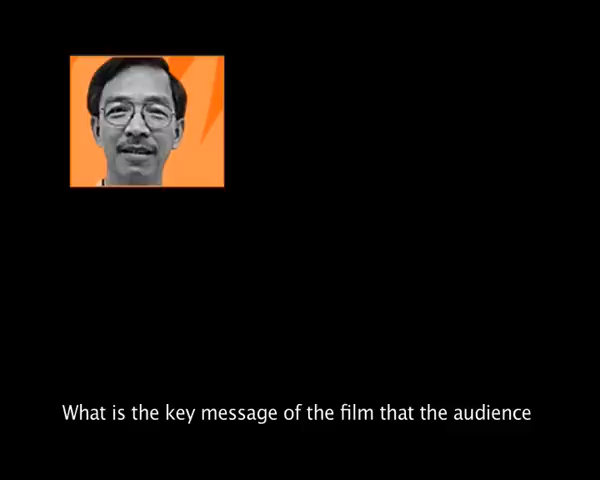 What is the key message of the film that the audience